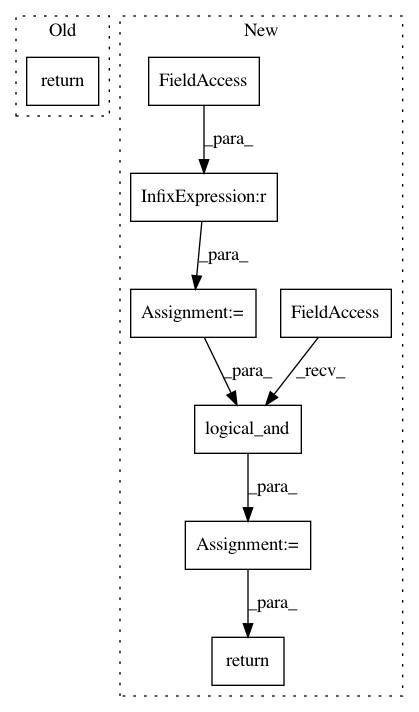 Old
New
return
FieldAccess
_para_
InfixExpression:r
_para_
Assignment:=
FieldAccess
_para_
_recv_
logical_and
_para_
Assignment:=
_para_
return